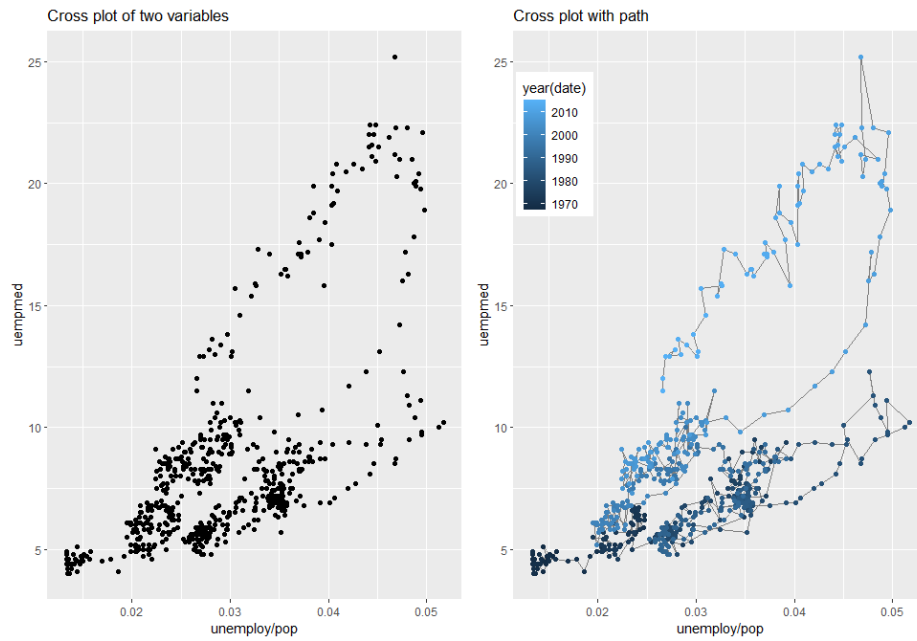 Cross plot of two variables
25
20
15
10
5
uempmed
0.02 0.03 0.04 0.05
unemploy/pop
Cross plot with path
25
20
15
10
5
uempmed
year(date)
2010
2000
1990
1980
1970
0.02 0.03 0.04 0.05
unemploy/pop